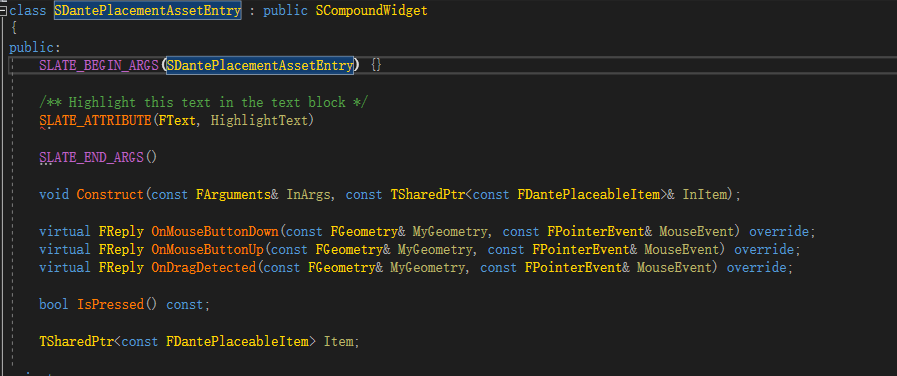 class SDantePlacementAssetEntry : public SCompoundWidget
{
public:
SLATE_BEGIN_ARGS(SDantePlacementAssetEntry) {}
/** Highlight this text in the text block */
SLATE_ATTRIBUTE(FText, HighlightText)
SLATE_END_ARGS()
void Construct(const FArguments& InArgs, const TSharedPtr<const FDantePlaceableItem>& InItem);
virtual FReply OnMouseButtonDown(const FGeometry& MyGeometry, const FPointerEvent& MouseEvent) override;
virtual FReply OnMouseButtonUp(const FGeometry& MyGeometry, const FPointerEvent& MouseEvent) override;
virtual FReply OnDragDetected(const FGeometry& MyGeometry, const FPointerEvent& MouseEvent) override;
bool IsPressed() const;
TSharedPtr<const FDantePlaceableItem> Item;